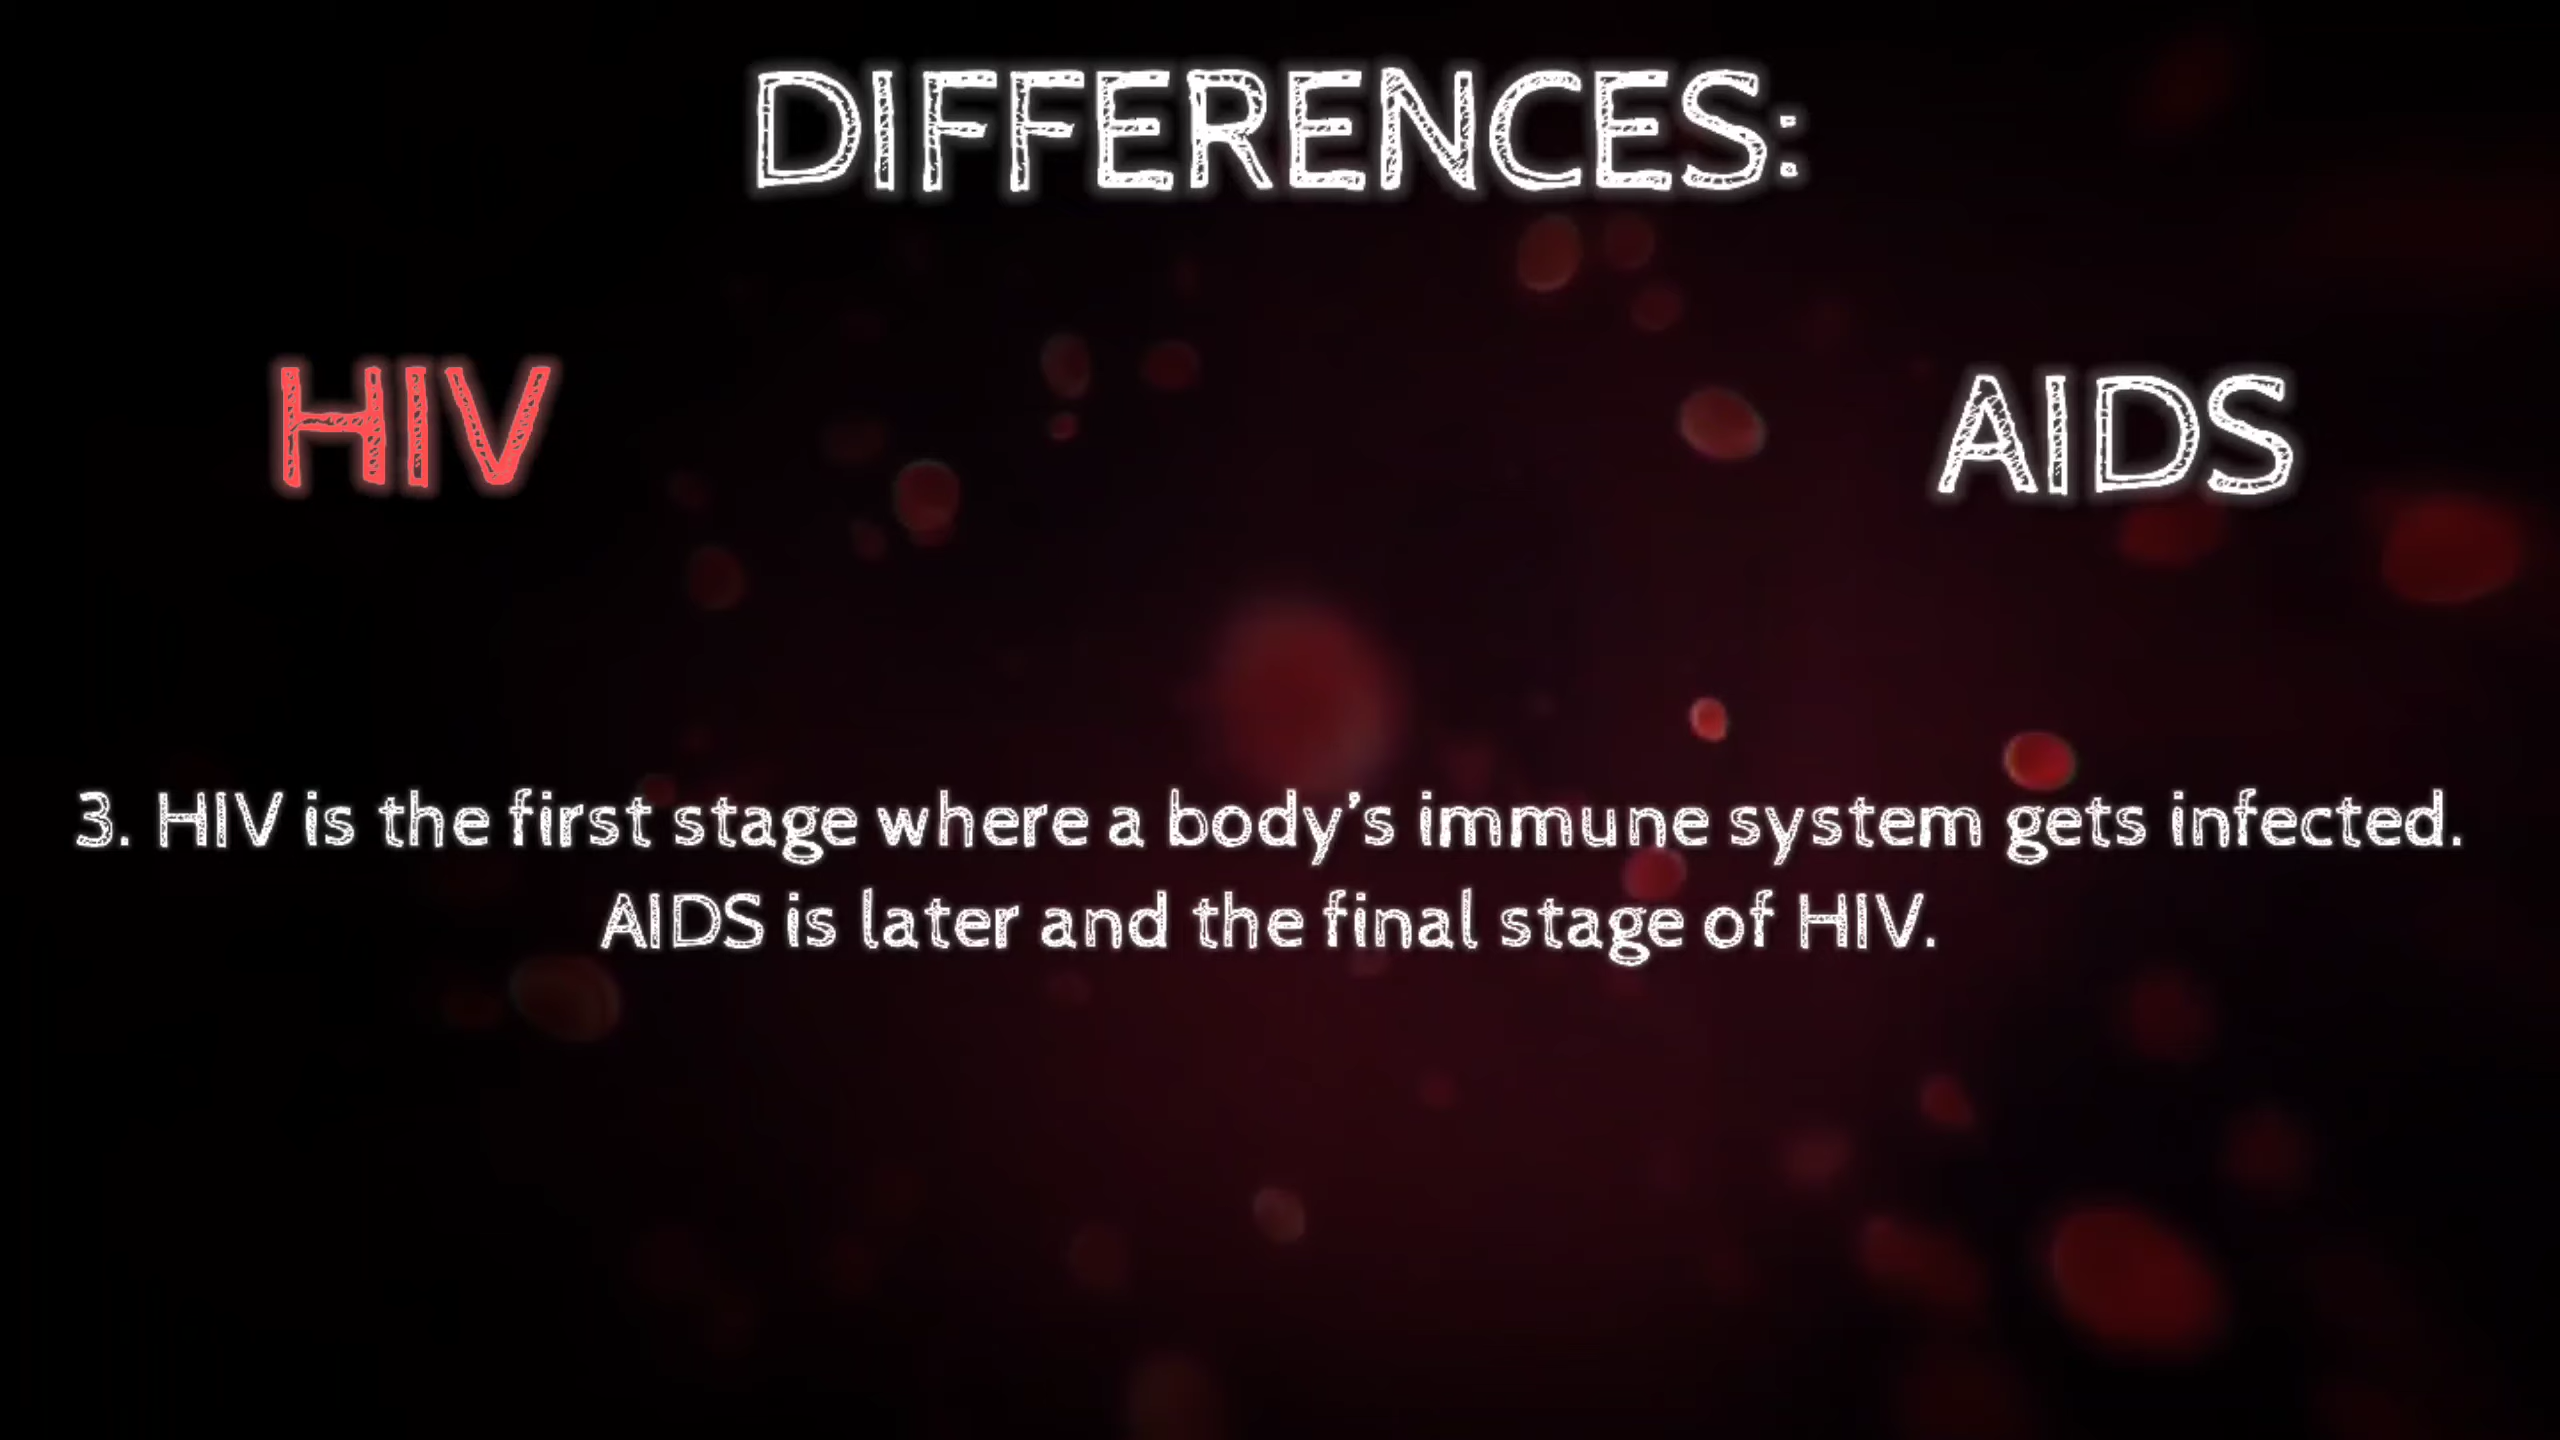 DIFFERENCES:
HIV
AIDS
3. HIV is the first stage where a body's immune system gets infected.
AIDS is later and the final stage of HIV.